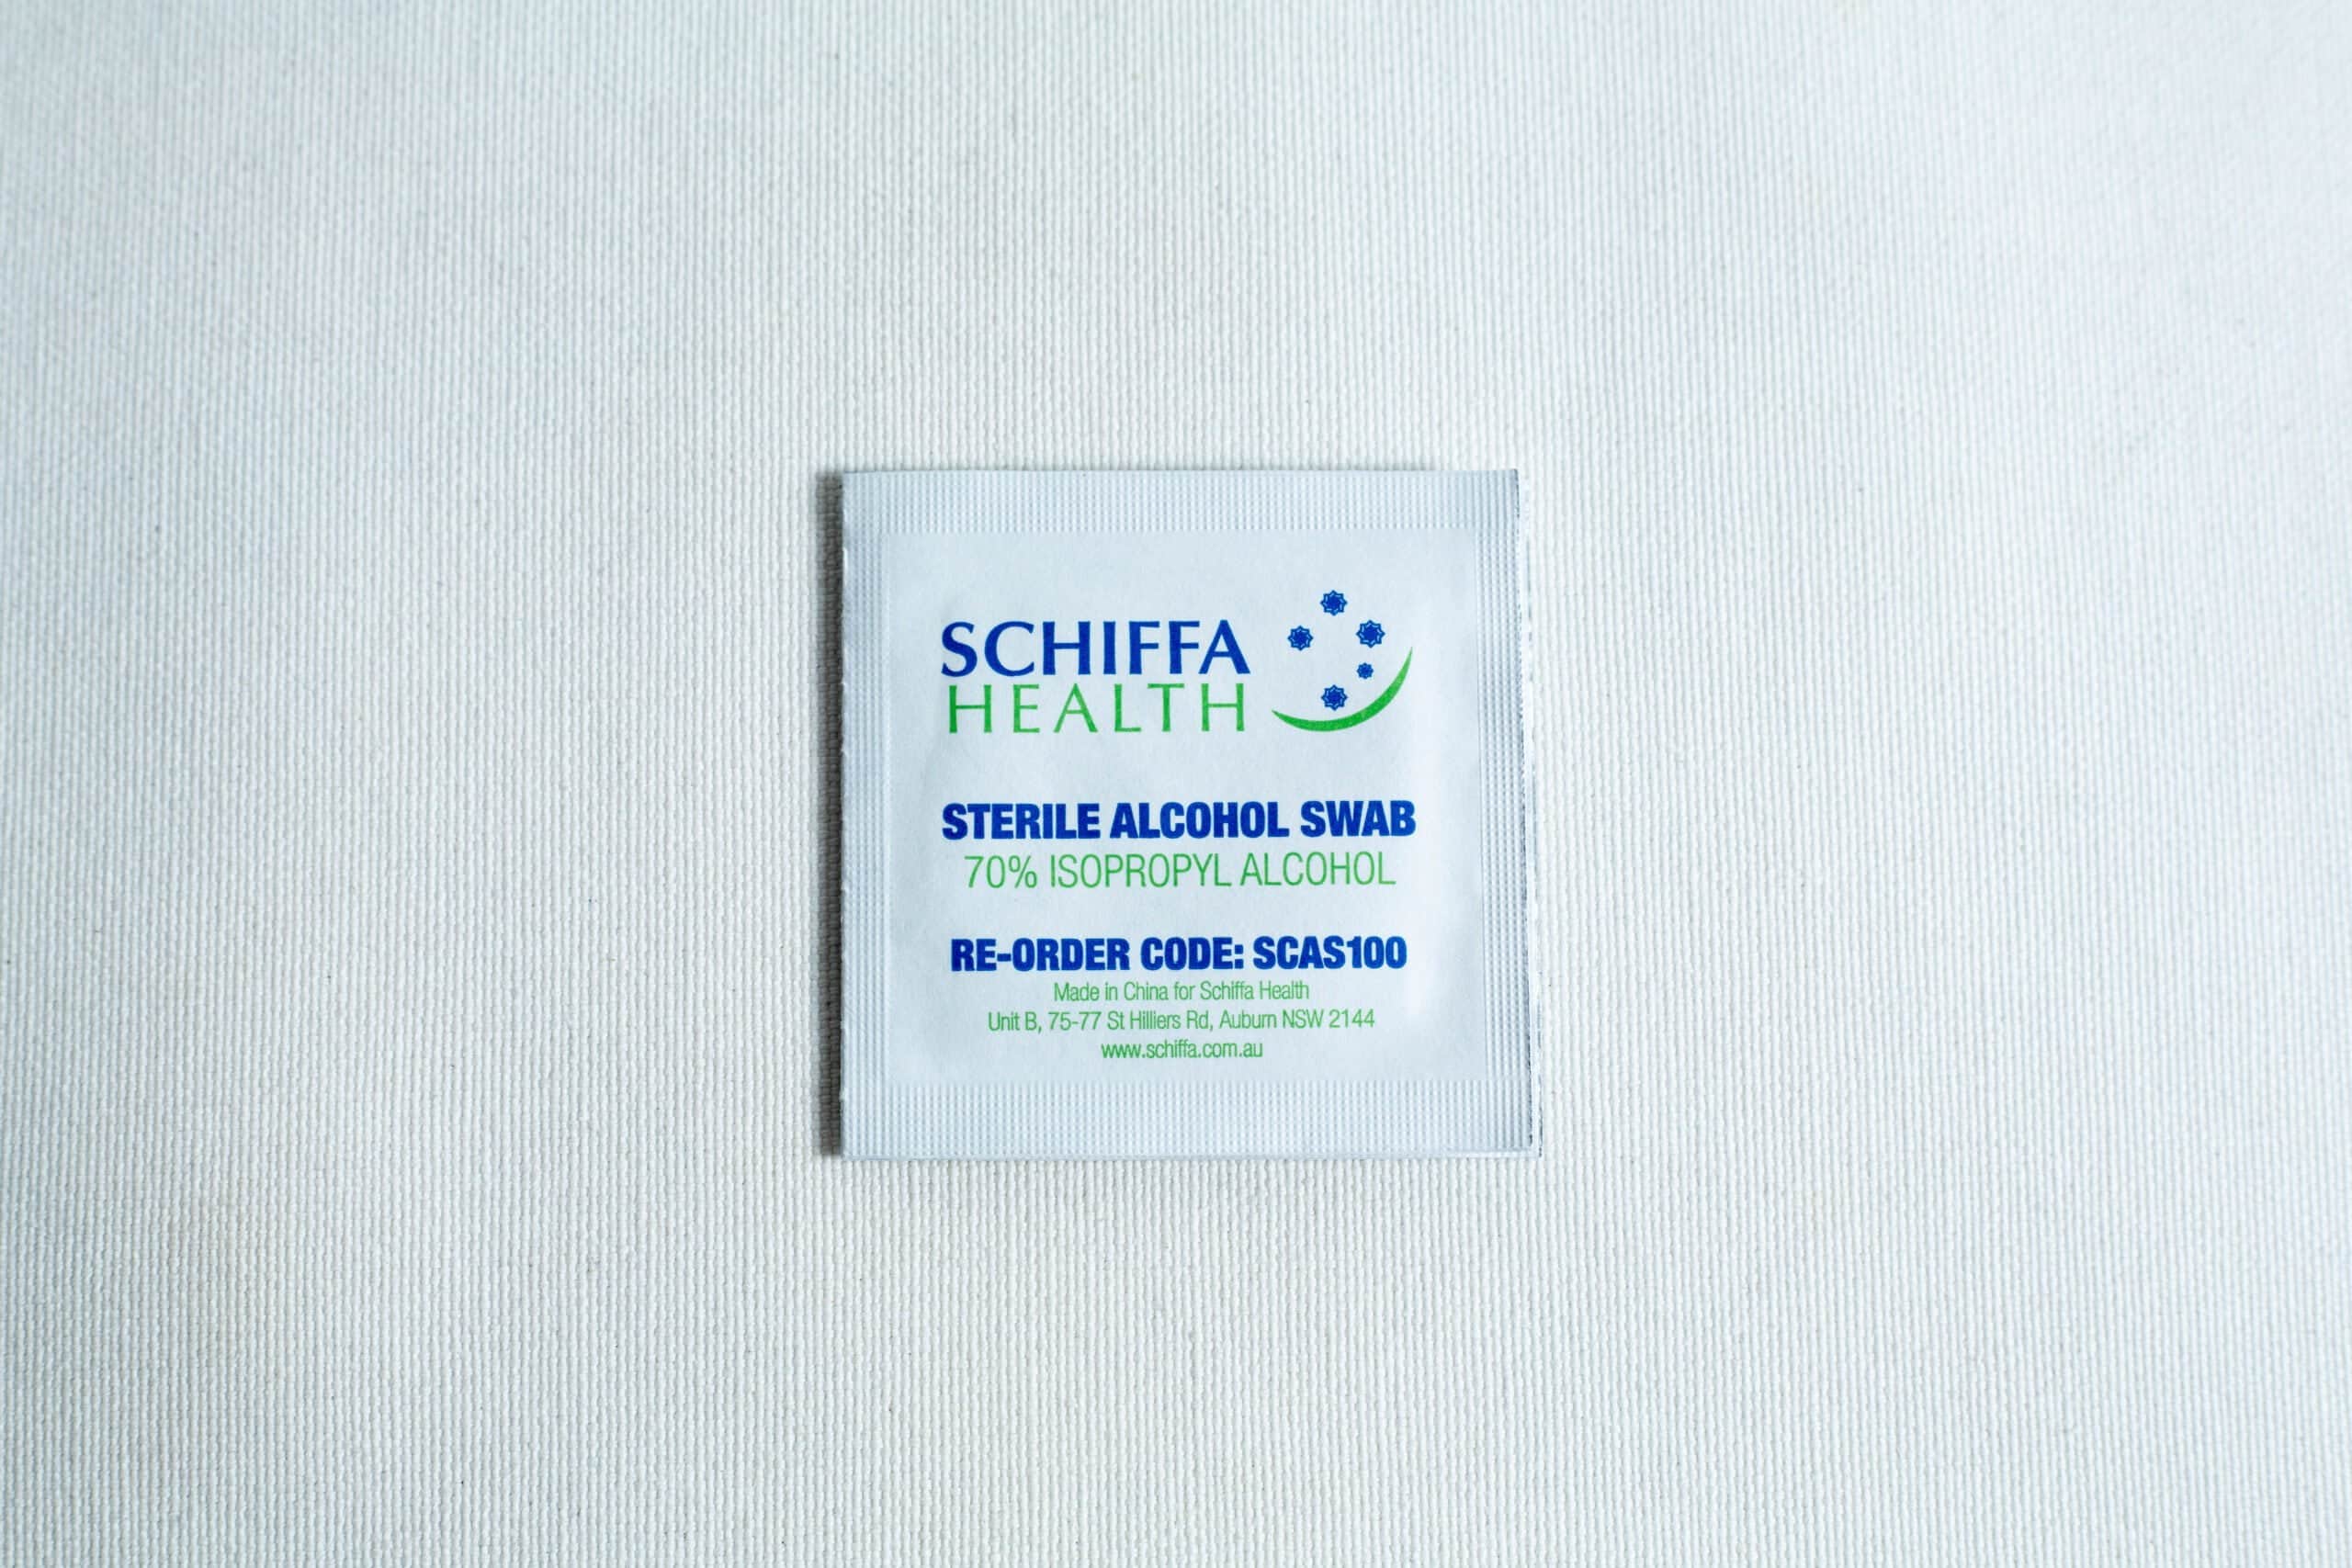 SCHIFFA
HEALTH
STERILE ALCOHOL SWAB
70% ISOPROPYL ALCOHOL
RE-ORDER CODE: SCAS100
Made in China for Schiffa Health
Unit B, 75-77 St Hilliers Rd, Auburn NSW 2144
www.schiffa.com.au